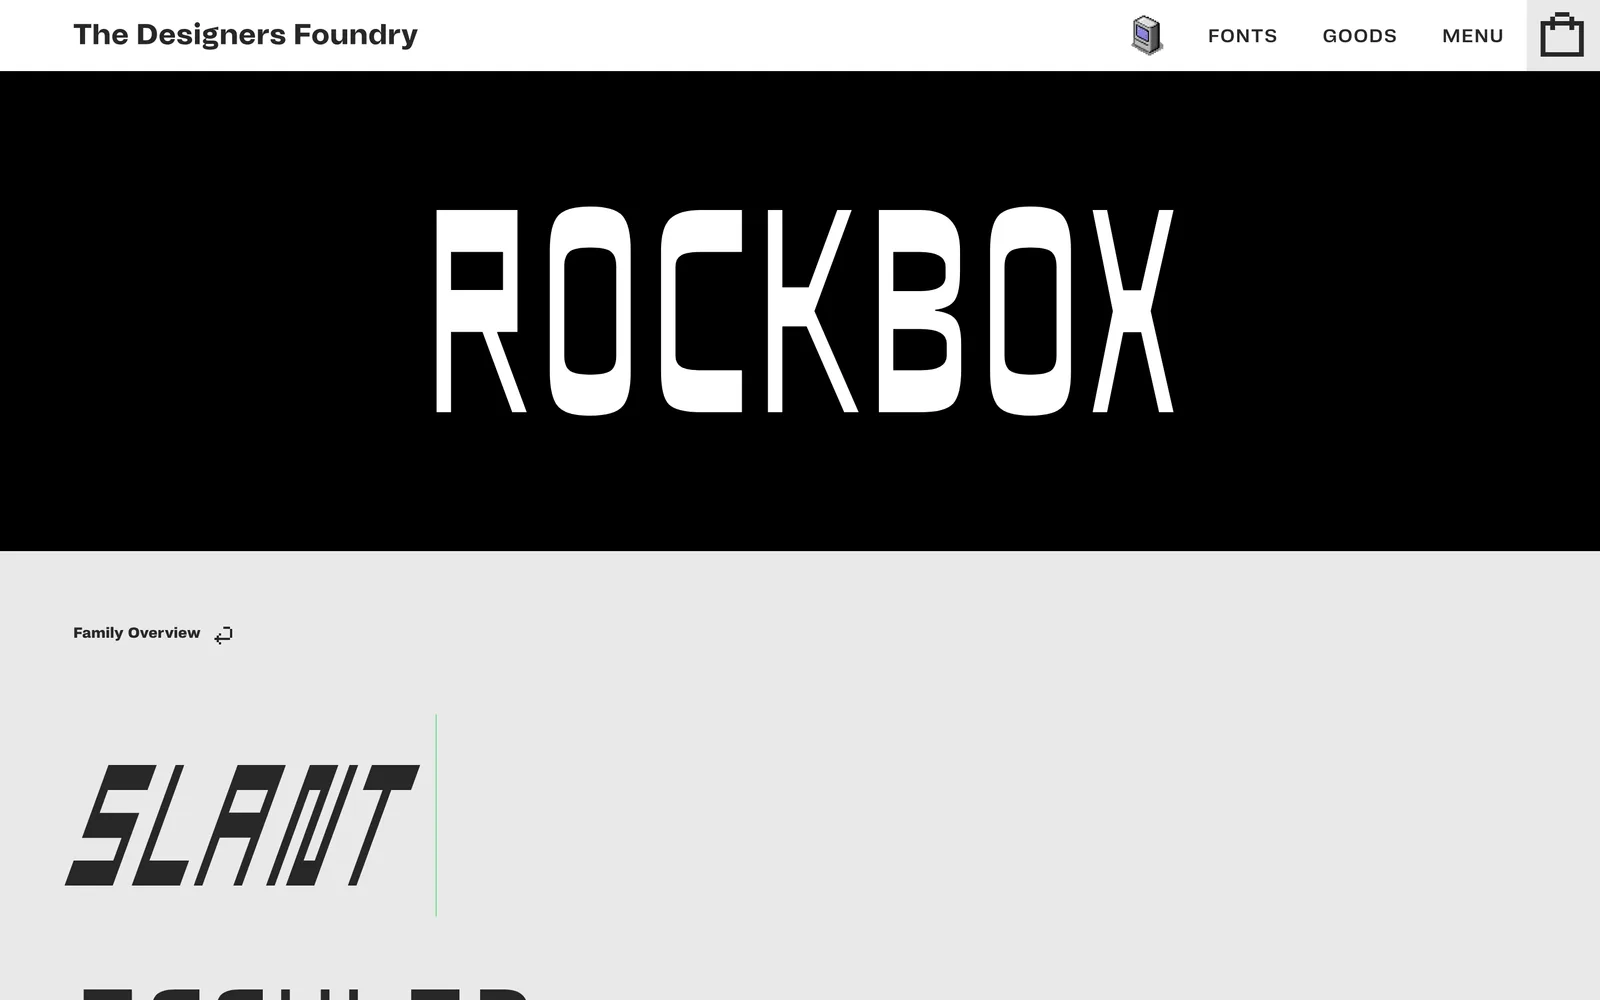 The Designers Foundry
FONTS
GOODS
MENU
ROCKBOX
Family Overview
SLANT